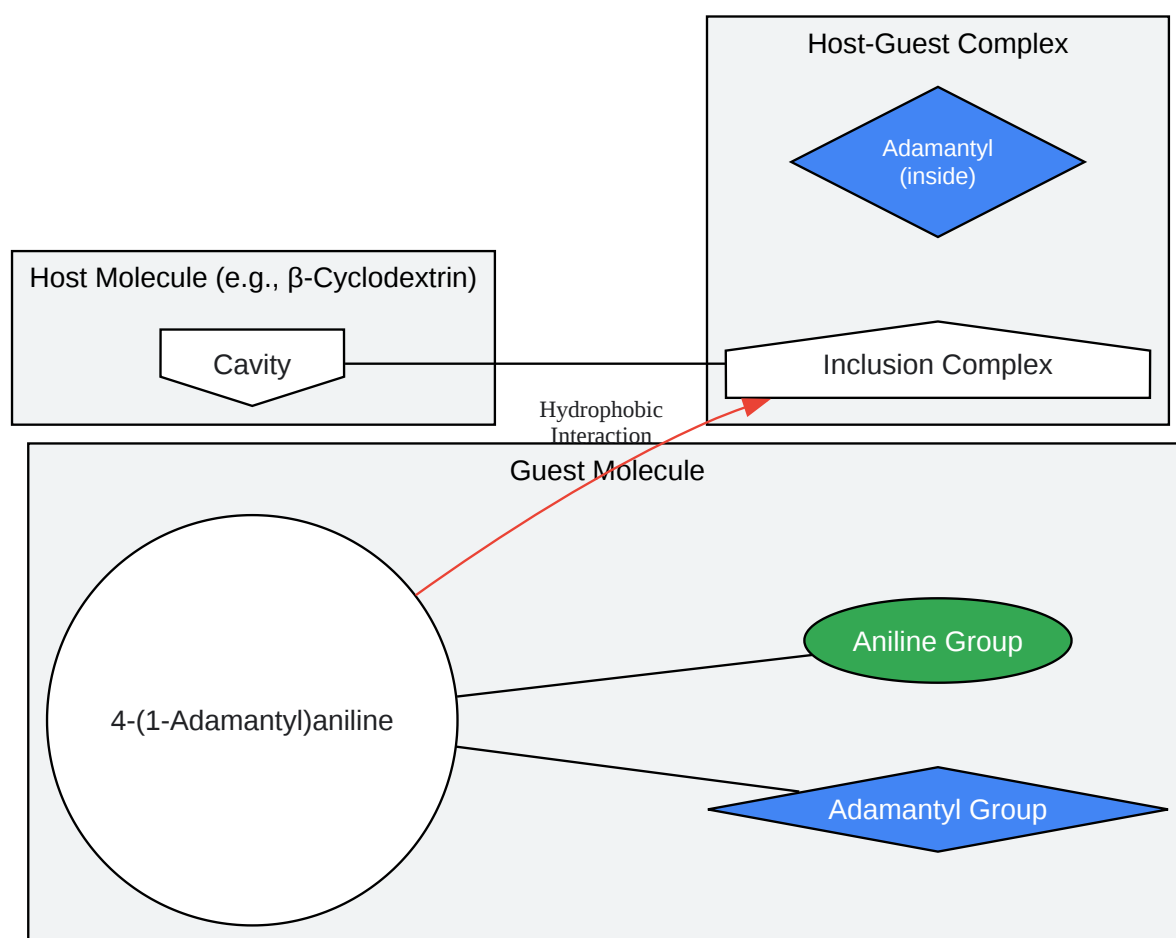 Host-Guest Complex
Adamantyl
(inside)
Host Molecule (e.g., β-Cyclodextrin)
Cavity
Inclusion Complex
Hydrophobic
Interaction
Guest Molecule
Aniline Group
4-(1-Adamantyl)aniline
Adamantyl Group